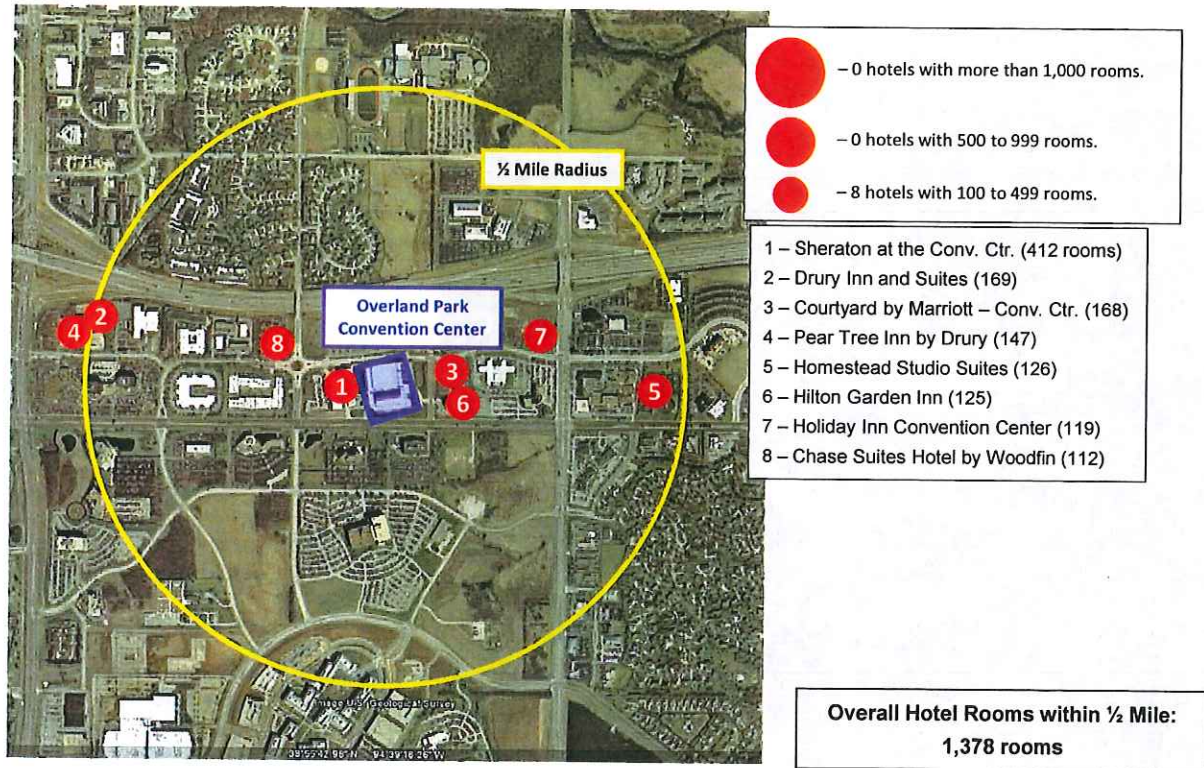 ½ Mile Radius
Overland Park
Convention Center
4
2
8
1
3
6
7
5
Image U.S. Geological Survey
– 0 hotels with more than 1,000 rooms.
– 0 hotels with 500 to 999 rooms.
– 8 hotels with 100 to 499 rooms.
1 – Sheraton at the Conv. Ctr. (412 rooms)
2 – Drury Inn and Suites (169)
3 – Courtyard by Marriott – Conv. Ctr. (168)
4 – Pear Tree Inn by Drury (147)
5 – Homestead Studio Suites (126)
6 – Hilton Garden Inn (125)
7 – Holiday Inn Convention Center (119)
8 – Chase Suites Hotel by Woodfin (112)
Overall Hotel Rooms within ½ Mile:
1,378 rooms